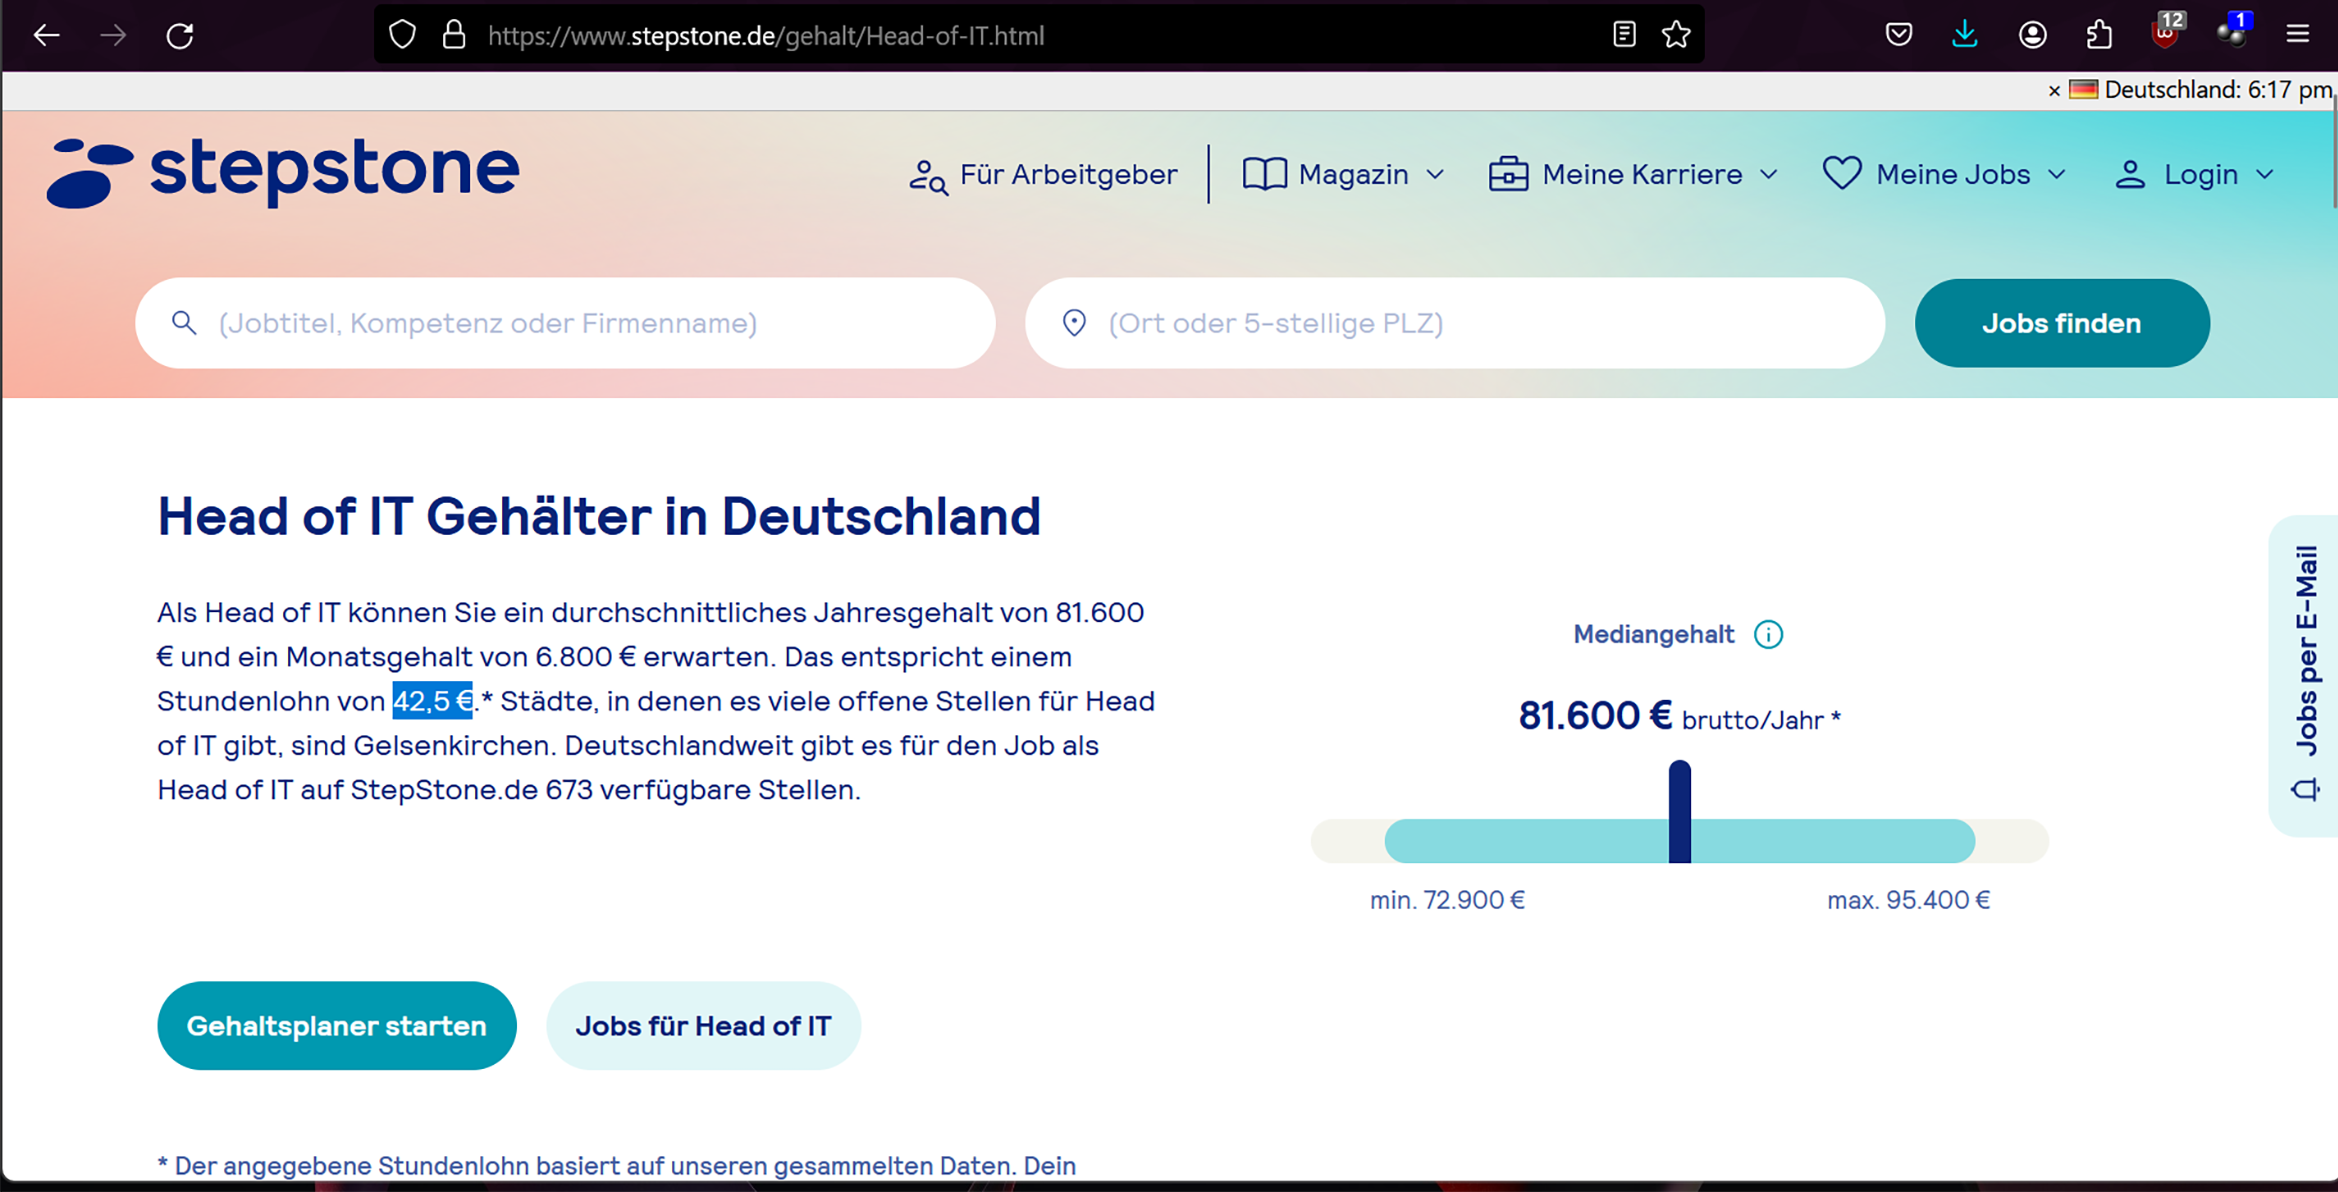 https://www.stepstone.de/gehalt/Head-of-IT.html
12
1
× Deutschland: 6:17 pm
stepstone
Für Arbeitgeber
Magazin
Meine Karriere
Meine Jobs
Login
(Jobtitel, Kompetenz oder Firmenname)
(Ort oder 5-stellige PLZ)
Jobs finden
Head of IT Gehälter in Deutschland
Als Head of IT können Sie ein durchschnittliches Jahresgehalt von 81.600
€ und ein Monatsgehalt von 6.800 € erwarten. Das entspricht einem
Stundenlohn von 42,5 €.* Städte, in denen es viele offene Stellen für Head
of IT gibt, sind Gelsenkirchen. Deutschlandweit gibt es für den Job als
Head of IT auf StepStone.de 673 verfügbare Stellen.
Mediangehalt
81.600 € brutto/Jahr *
min. 72.900 €
max. 95.400 €
Jobs per E-Mail
Gehaltsplaner starten
Jobs für Head of IT
* Der angegebene Stundenlohn basiert auf unseren gesammelten Daten. Dein